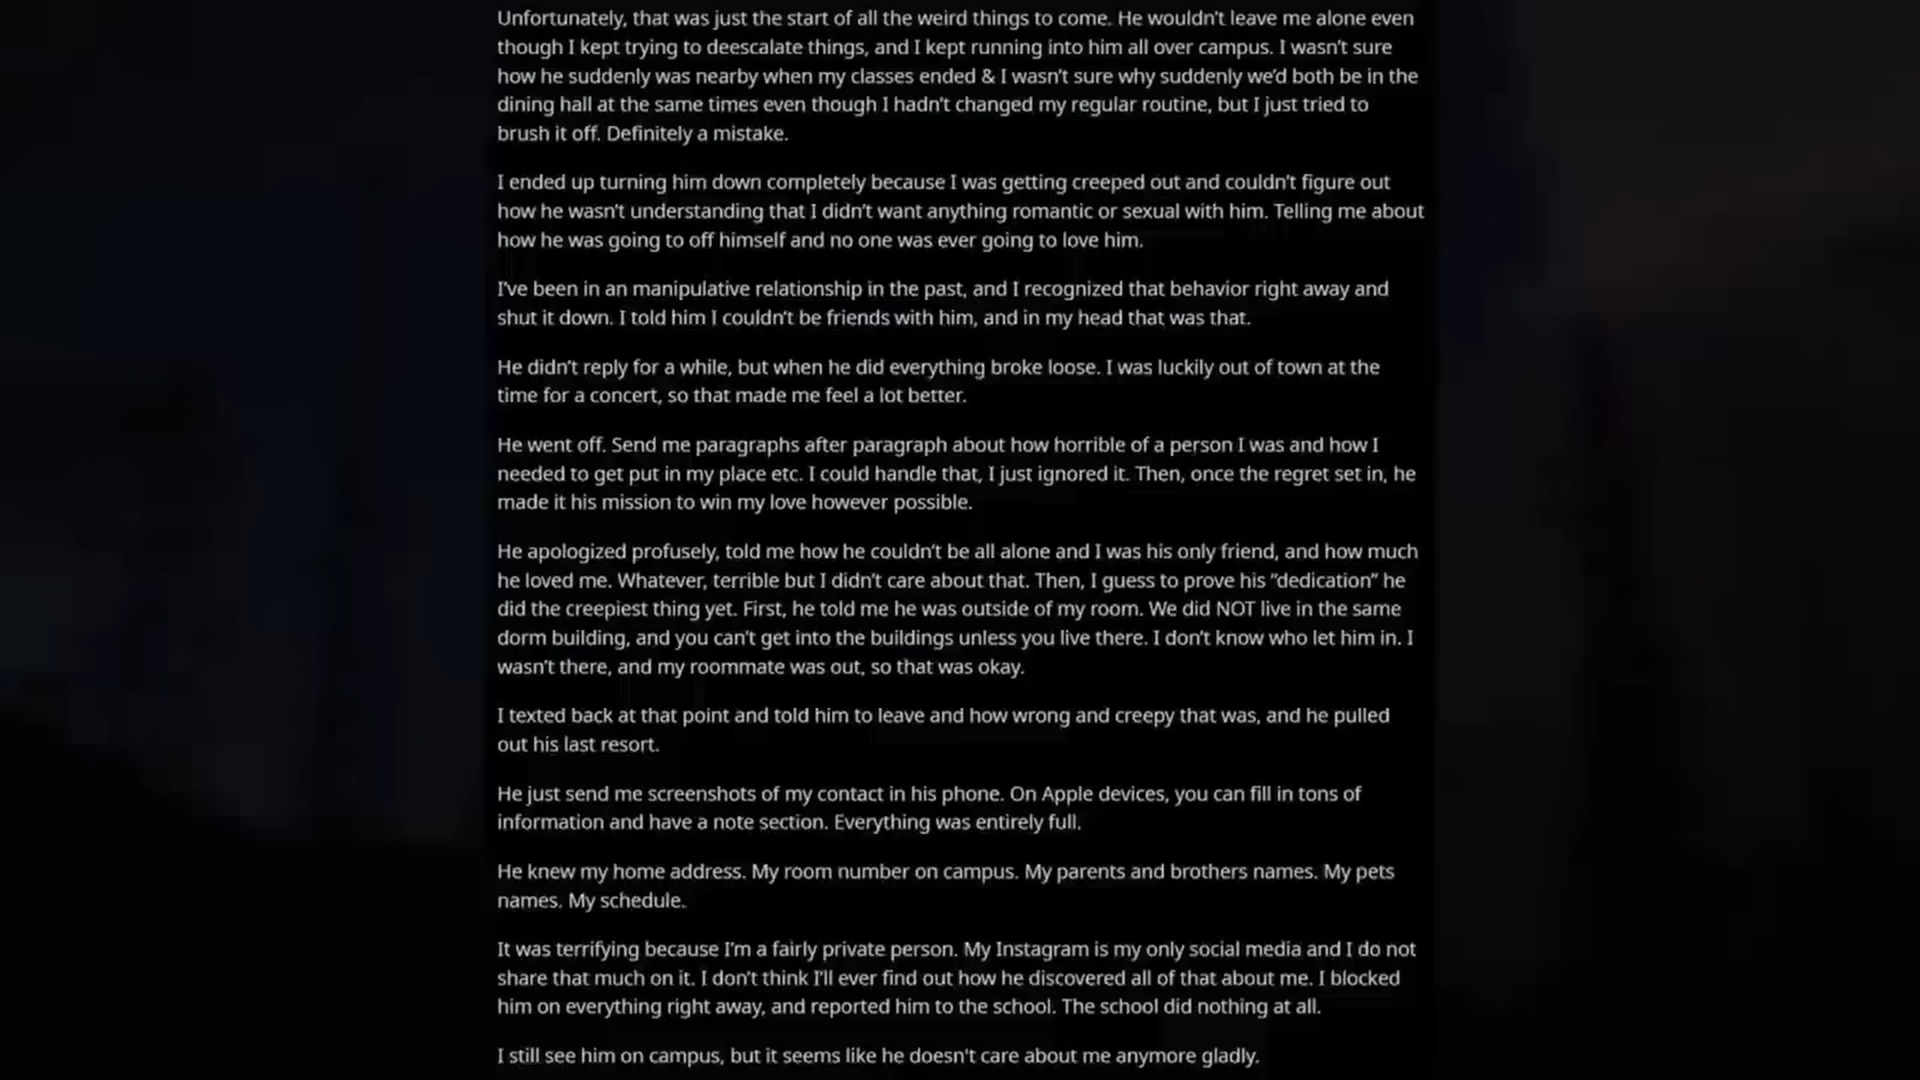 Unfortunately, that was just the start of all the weird things to come. He wouldn't leave me alone even
though I kept trying to deescalate things, and I kept running into him all over campus. I wasn't sure
how he suddenly was nearby when my classes ended & I wasn't sure why suddenly we'd both be in the
dining hall at the same times even though I hadn't changed my regular routine, but I just tried to
brush it off. Definitely a mistake.
I ended up turning him down completely because I was getting creeped out and couldn't figure out
how he wasn't understanding that I didn't want anything romantic or sexual with him. Telling me about
how he was going to off himself and no one was ever going to love him.
I've been in an manipulative relationship in the past, and I recognized that behavior right away and
shut it down. I told him I couldn't be friends with him, and in my head that was that.
He didn't reply for a while, but when he did everything broke loose. I was luckily out of town at the
time for a concert, so that made me feel a lot better.
He went off. Send me paragraphs after paragraph about how horrible of a person I was and how I
needed to get put in my place etc. I could handle that, I just ignored it. Then, once the regret set in, he
made it his mission to win my love however possible.
He apologized profusely, told me how he couldn't be all alone and I was his only friend, and how much
he loved me. Whatever, terrible but I didn't care about that. Then, I guess to prove his "dedication" he
did the creepiest thing yet. First, he told me he was outside of my room. We did NOT live in the same
dorm building, and you can't get into the buildings unless you live there. I don't know who let him in. I
wasn't there, and my roommate was out, so that was okay.
I texted back at that point and told him to leave and how wrong and creepy that was, and he pulled
out his last resort.
He just send me screenshots of my contact in his phone. On Apple devices, you can fill in tons of
information and have a note section. Everything was entirely full.
He knew my home address. My room number on campus. My parents and brothers names. My pets
names. My schedule.
It was terrifying because I'm a fairly private person. My Instagram is my only social media and I do not
share that much on it. I don't think I'll ever find out how he discovered all of that about me. I blocked
him on everything right away, and reported him to the school. The school did nothing at all.
I still see him on campus, but it seems like he doesn't care about me anymore gladly.